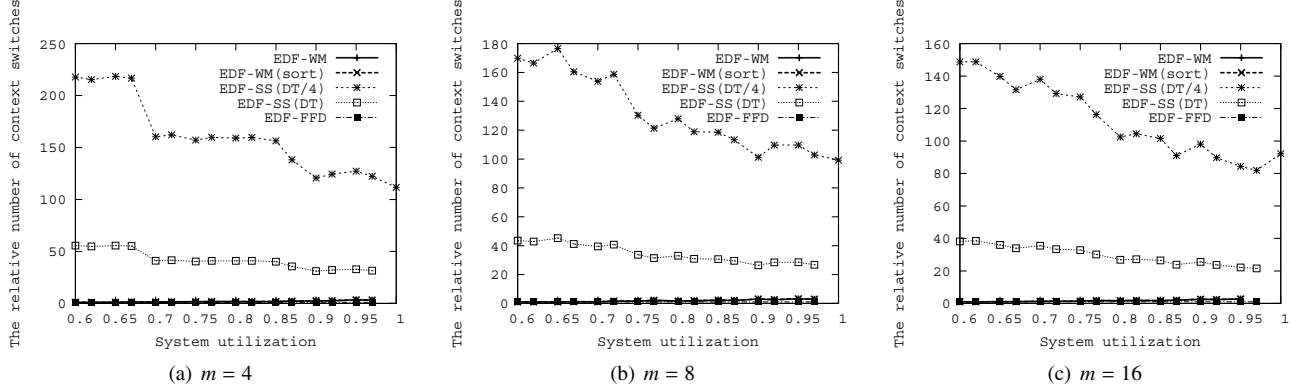 The relative number of context switches
250
200
150
100
50
0
0.6 0.65 0.7 0.75 0.8 0.85 0.9 0.95 1
System utilization
EDF-WM
EDF-WM(sort)
EDF-SS(DT/4)
EDF-SS(DT)
EDF-FFD
(a) m = 4
The relative number of context switches
180
160
140
120
100
80
60
40
20
0
0.6 0.65 0.7 0.75 0.8 0.85 0.9 0.95 1
System utilization
EDF-WM
EDF-WM(sort)
EDF-SS(DT/4)
EDF-SS(DT)
EDF-FFD
(b) m = 8
The relative number of context switches
160
140
120
100
80
60
40
20
0
0.6 0.65 0.7 0.75 0.8 0.85 0.9 0.95 1
System utilization
EDF-WM
EDF-WM(sort)
EDF-SS(DT/4)
EDF-SS(DT)
EDF-FFD
(c) m = 16